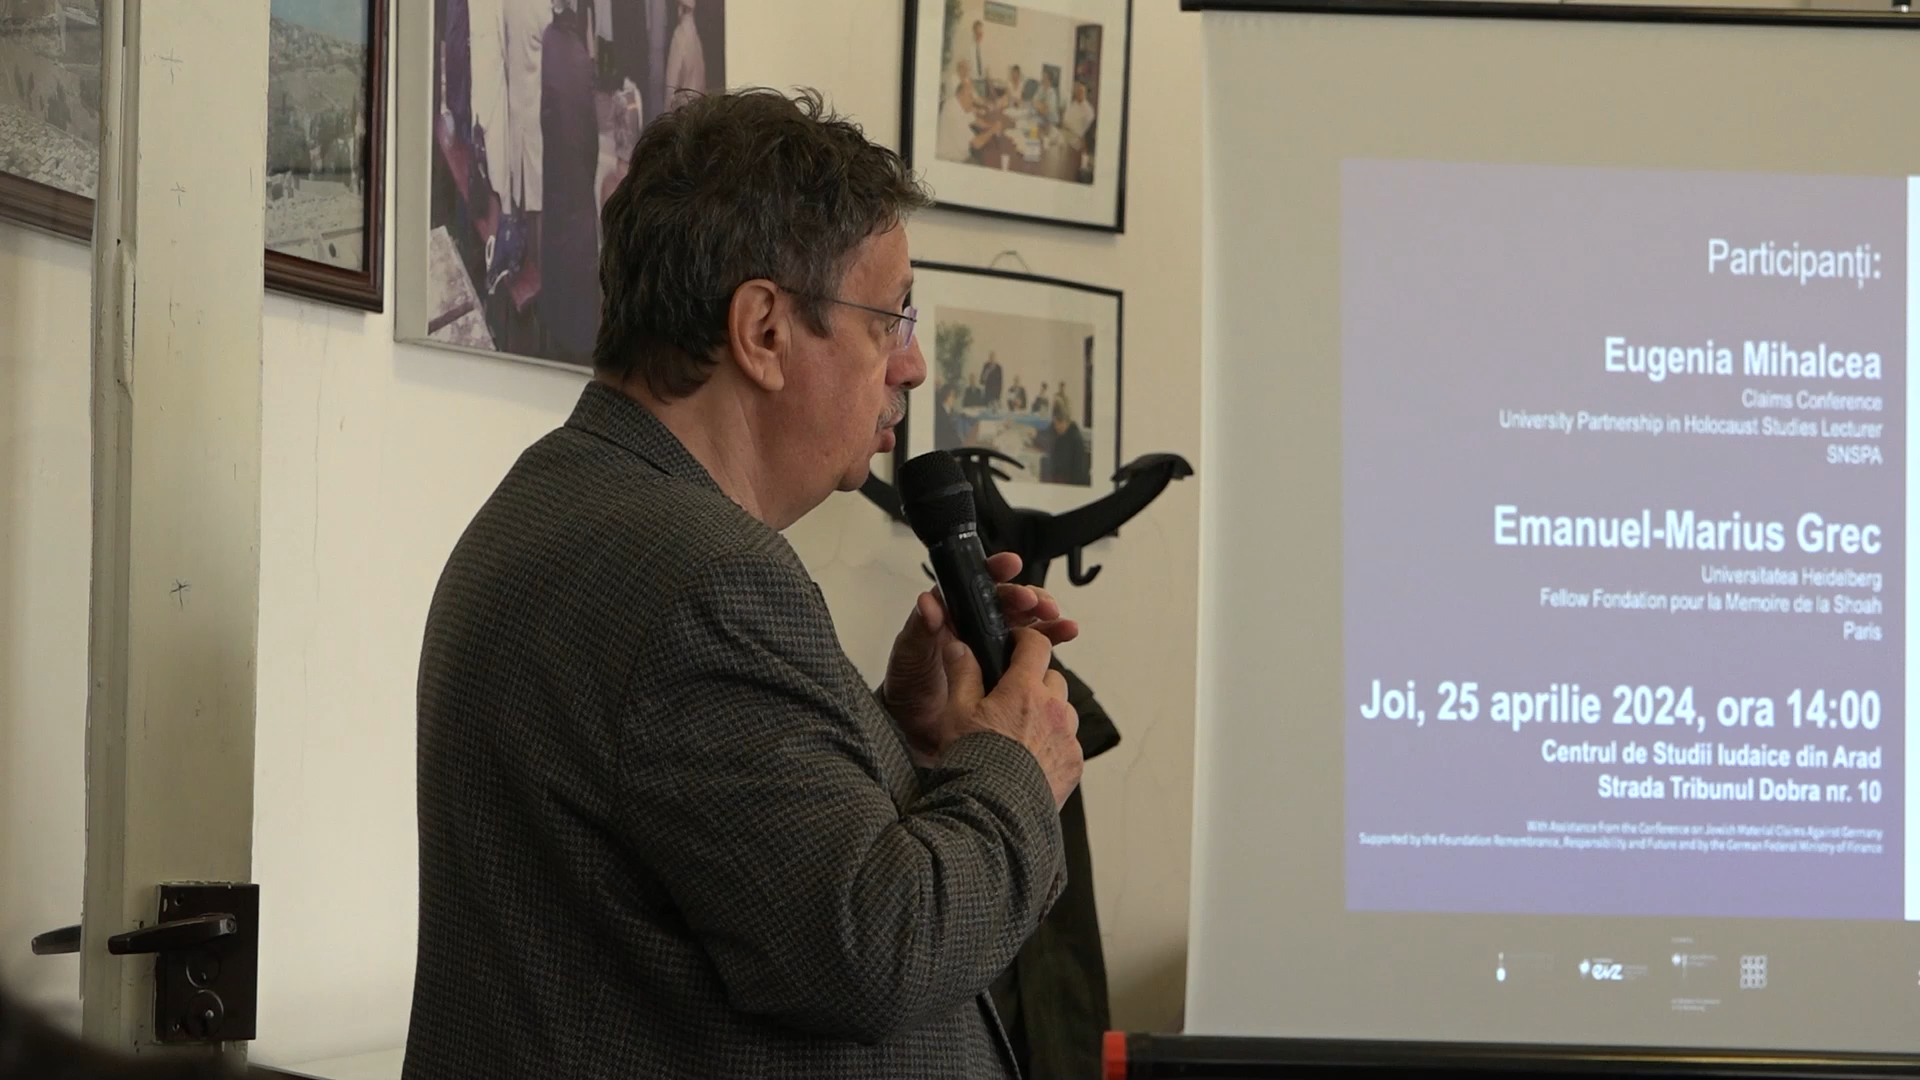 Participanți:
Eugenia Mihalcea
Claims Conference
University Partnership in Holocaust Studies Lecturer
SNSPA
Emanuel-Marius Grec
Universitatea Heidelberg
Fellow Fondation pour la Memoire de la Shoah
Paris
Joi, 25 aprilie 2024, ora 14:00
Centrul de Studii Iudaice din Arad
Strada Tribunul Dobra nr. 10
With Assistance from the Conference on Jewish Material Claims Against Germany
Supported by the Foundation Remembrance, Responsibility and Future and by the German Federal Ministry of Finance
evz